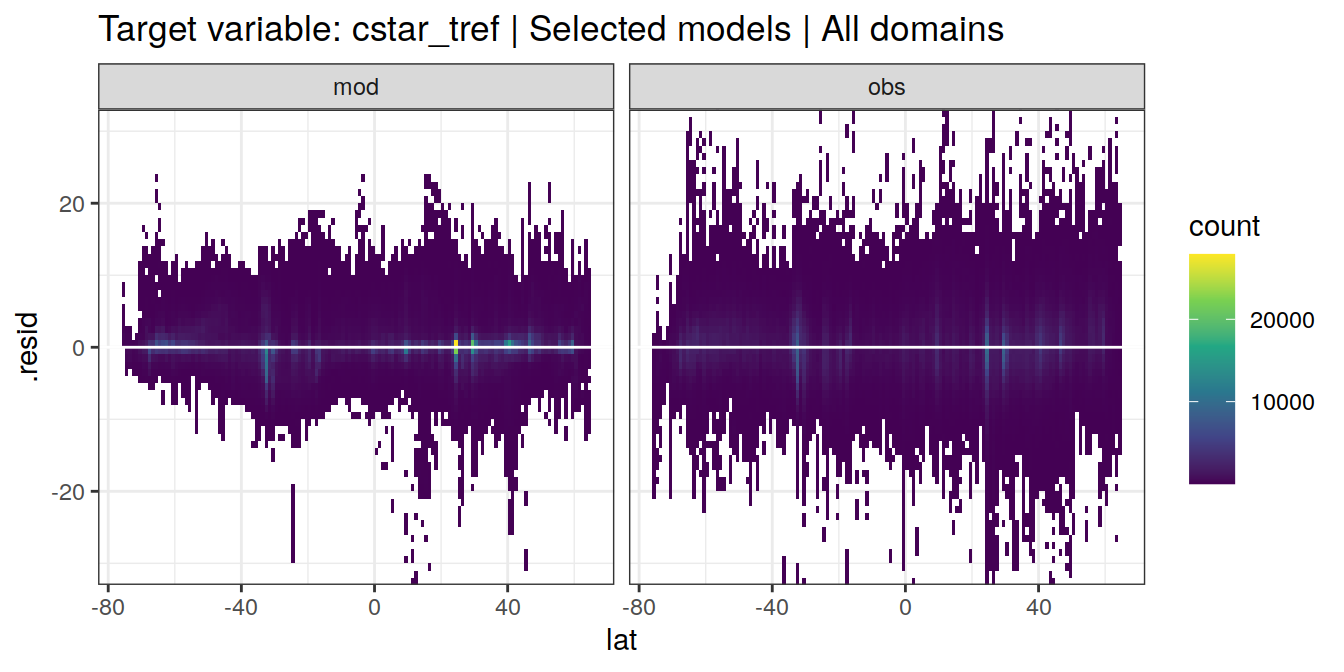 Target variable: cstar_tref | Selected models | All domains
mod
obs
20
0
-20
.resid
-80
-40
0
40
-80
-40
0
40
lat
count
20000
10000